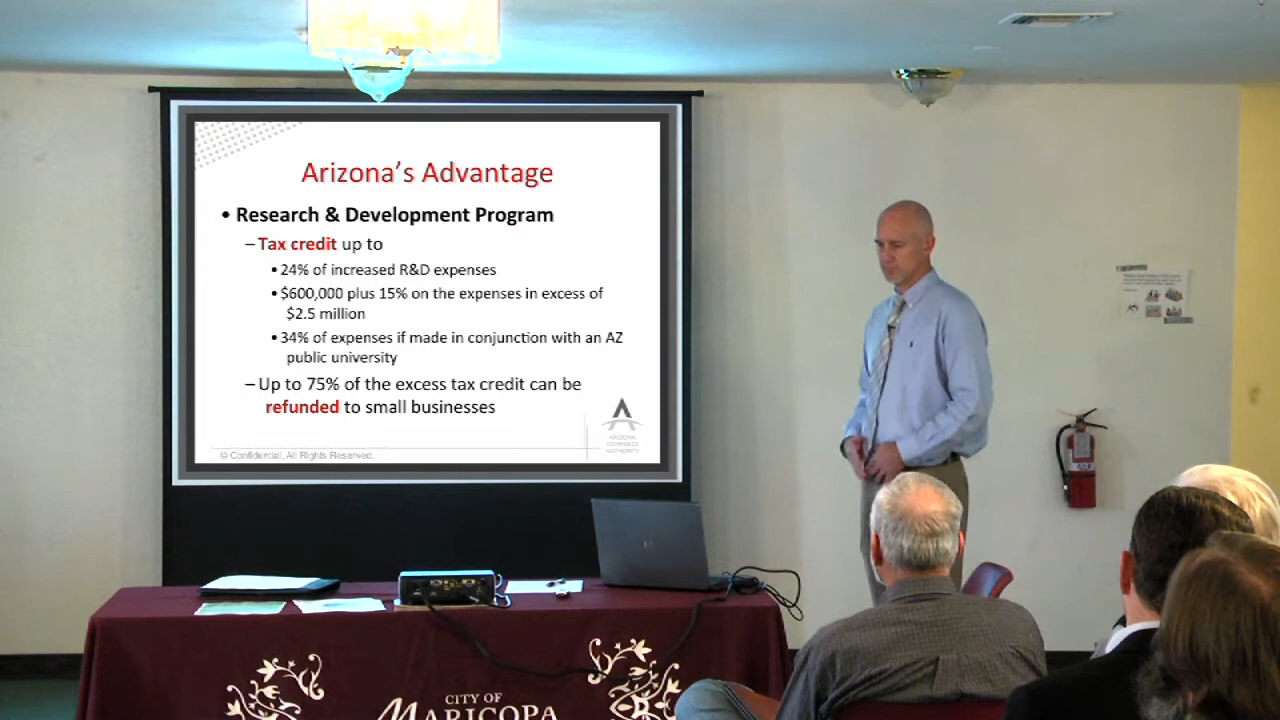 Arizona's Advantage
• Research & Development Program
– Tax credit up to
• 24% of increased R&D expenses
• $600,000 plus 15% on the expenses in excess of
$2.5 million
• 34% of expenses if made in conjunction with an AZ
public university
– Up to 75% of the excess tax credit can be
refunded to small businesses
ARIZONA
COMMERCE
AUTHORITY
© Confidential, All Rights Reserved.
CITY OF
MARICOPA